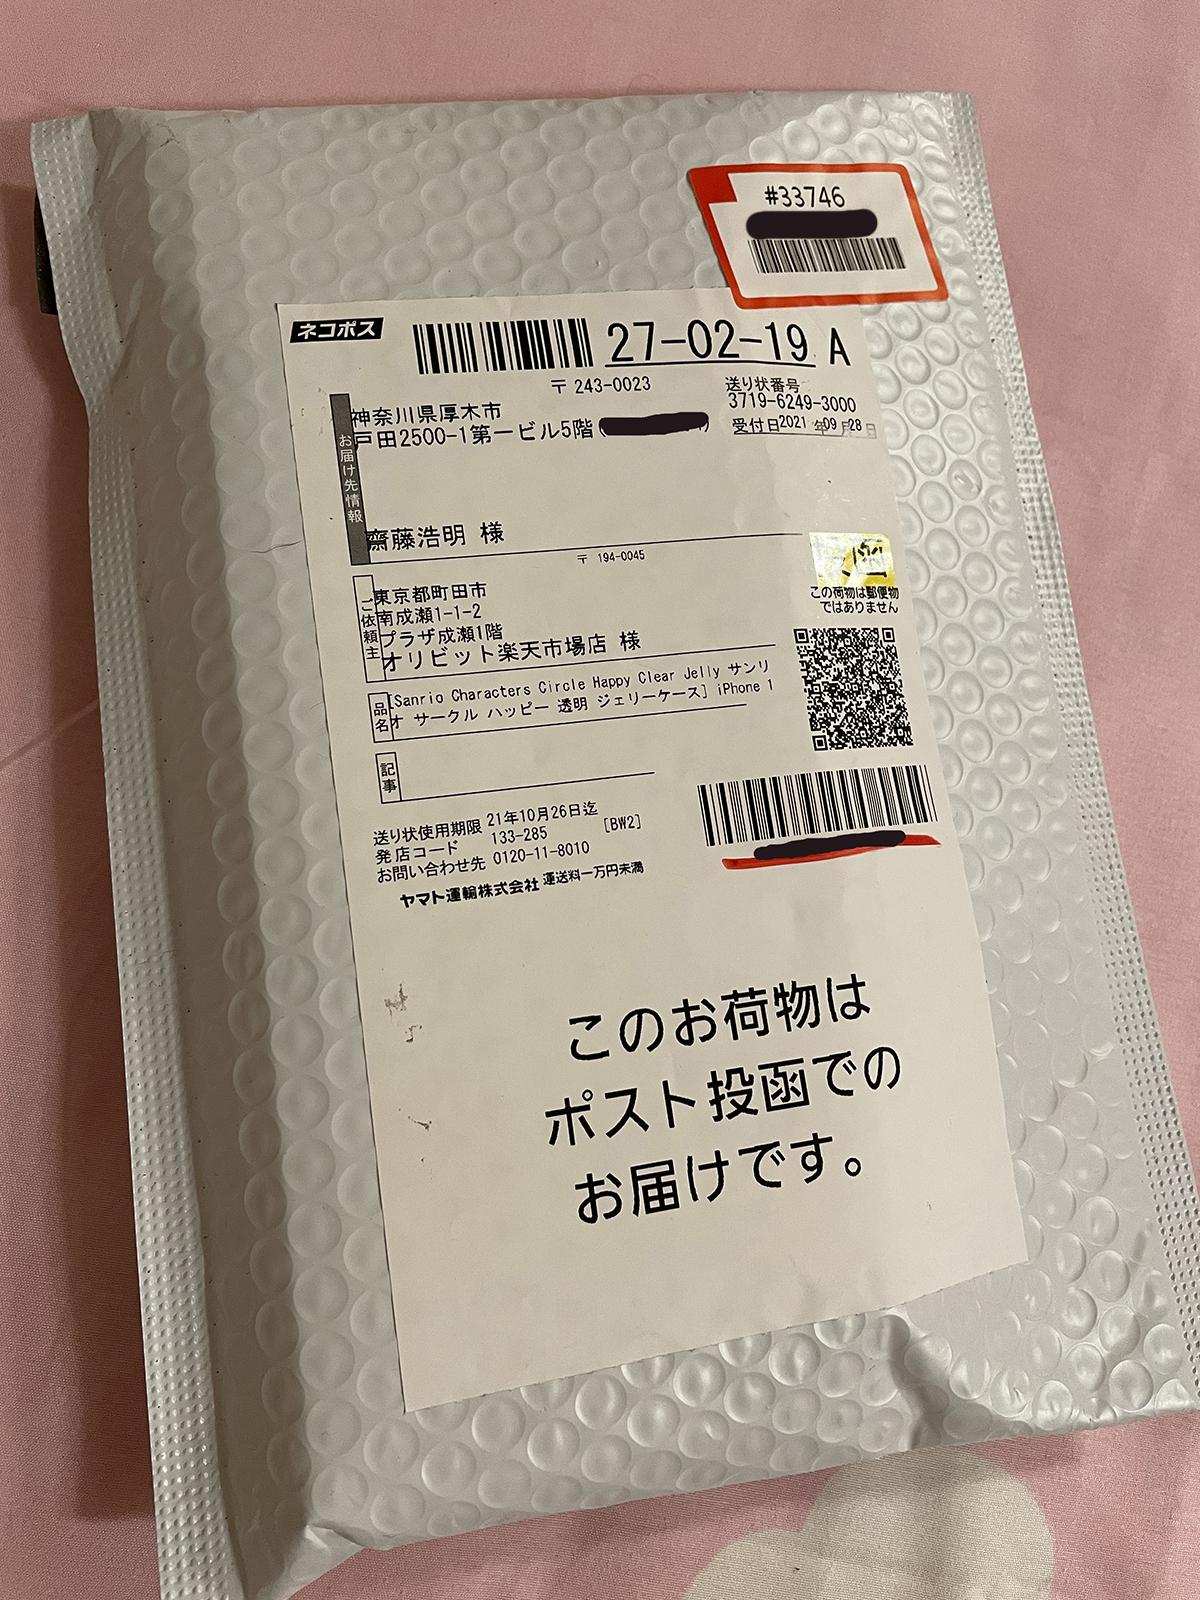 #33746
ネコポス
27-02-19 A
〒 243-0023
送り状番号
3719-6249-3000
受付日2021 年09 月28 日
お届け先情報
神奈川県厚木市
戸田2500-1第一ビル5階(
齋藤浩明 様
〒 194-0045
ご依頼主
東京都町田市
南成瀬1-1-2
プラザ成瀬1階
オリビット楽天市場店 様
この荷物は郵便物
ではありません
品名
[Sanrio Characters Circle Happy Clear Jelly サンリ
オ サークル ハッピー 透明 ジェリーケース] iPhone 1
記事
送り状使用期限 21年10月26日迄
発店コード 133-285 [BW2]
お問い合わせ先 0120-11-8010
ヤマト運輸株式会社 運送料一万円未満
このお荷物は
ポスト投函での
お届けです。